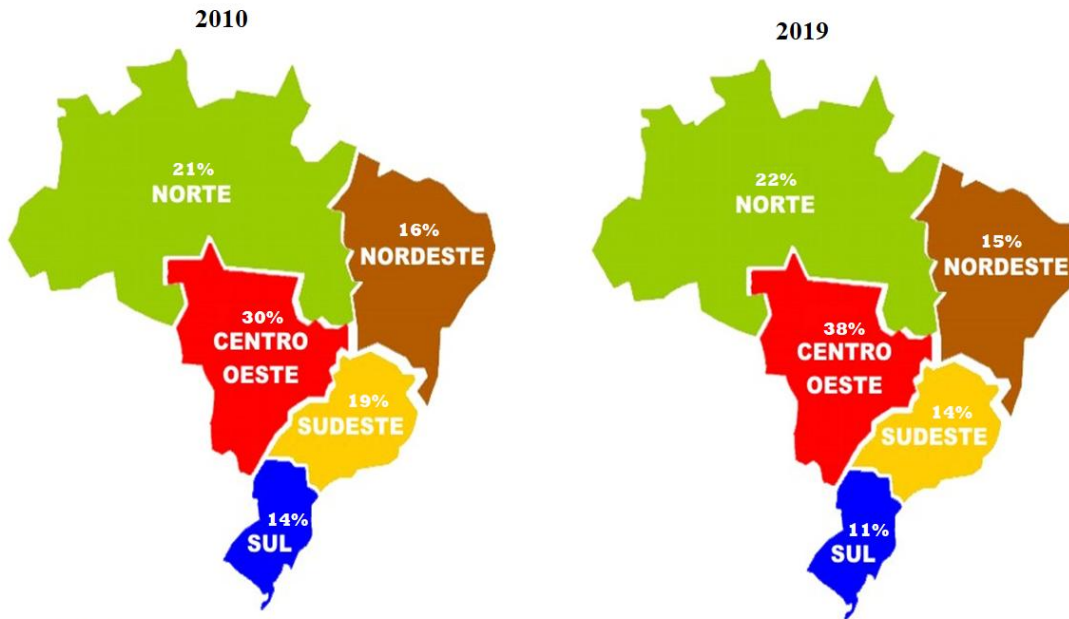 2010
21%
NORTE
16%
NORDESTE
30%
CENTRO
OESTE
19%
SUDESTE
14%
SUL
2019
22%
NORTE
15%
NORDESTE
38%
CENTRO
OESTE
14%
SUDESTE
11%
SUL